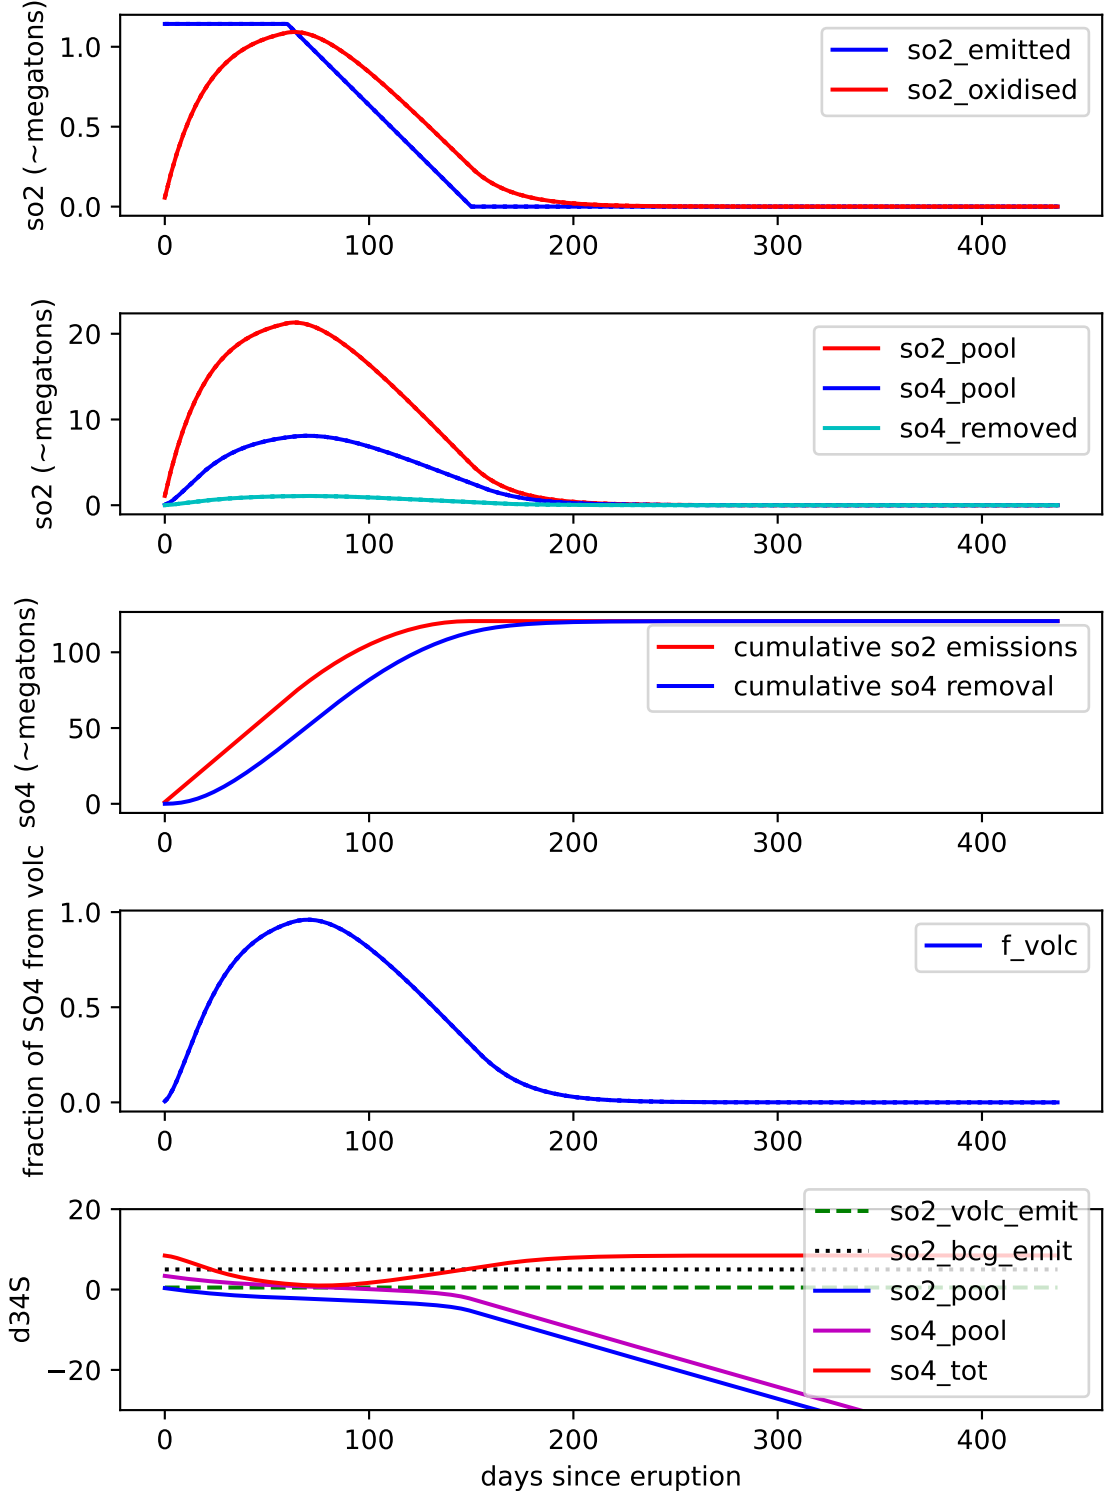 so2 (~megatons)
1.0
0.5
0.0
so2_emitted
so2_oxidised
0 100 200 300 400
so2 (~megatons)
20
10
0
so2_pool
so4_pool
so4_removed
0 100 200 300 400
so4 (~megatons)
100
50
0
cumulative so2 emissions
cumulative so4 removal
0 100 200 300 400
fraction of SO4 from volc
1.0
0.5
0.0
f_volc
0 100 200 300 400
d34S
20
0
−20
so2_volc_emit
so2_bcg_emit
so2_pool
so4_pool
so4_tot
0 100 200 300 400
days since eruption